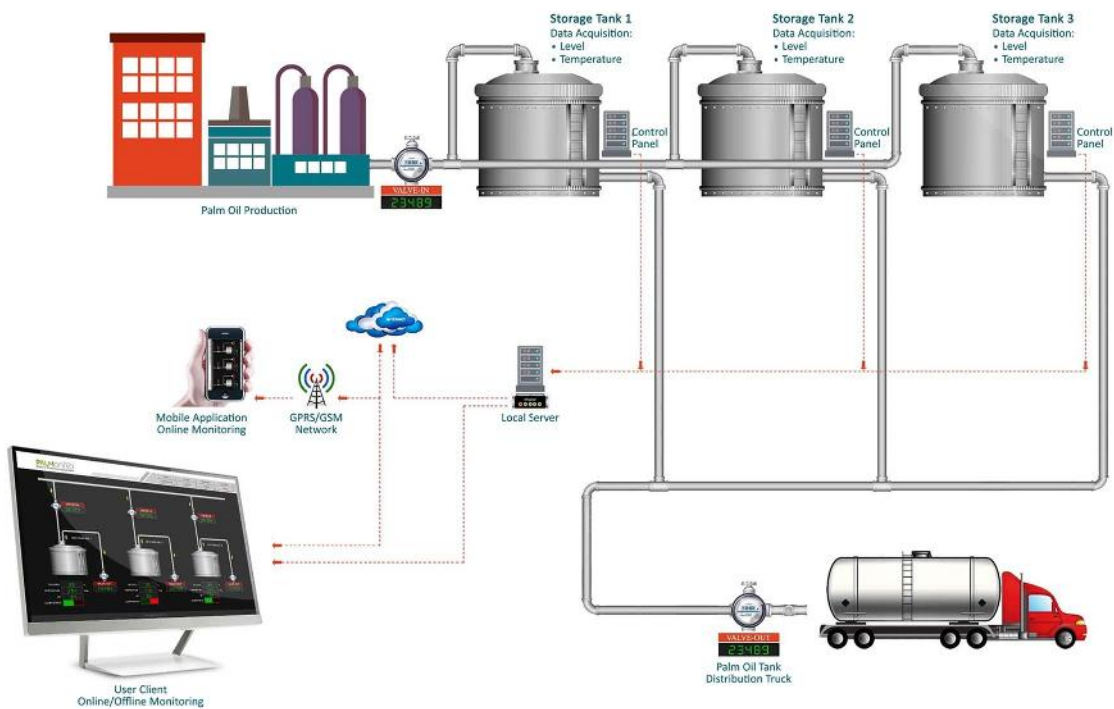 Storage Tank 1
Data Acquisition:
• Level
• Temperature
Storage Tank 2
Data Acquisition:
• Level
• Temperature
Storage Tank 3
Data Acquisition:
• Level
• Temperature
Control
Panel
Control
Panel
Control
Panel
VALVE-IN
23489
Palm Oil Production
Mobile Application
Online Monitoring
GPRS/GSM
Network
Local Server
VALVE-OUT
23489
Palm Oil Tank
Distribution Truck
User Client
Online/Offline Monitoring